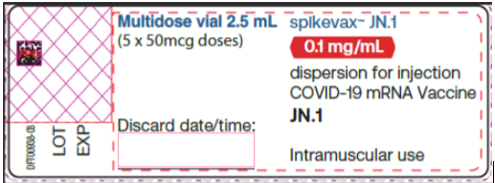 Multidose vial 2.5 mL
(5 x 50mcg doses)
Discard date/time:
spikevax™ JN.1
0.1 mg/mL
dispersion for injection
COVID-19 mRNA Vaccine
JN.1
Intramuscular use
LOT
EXP